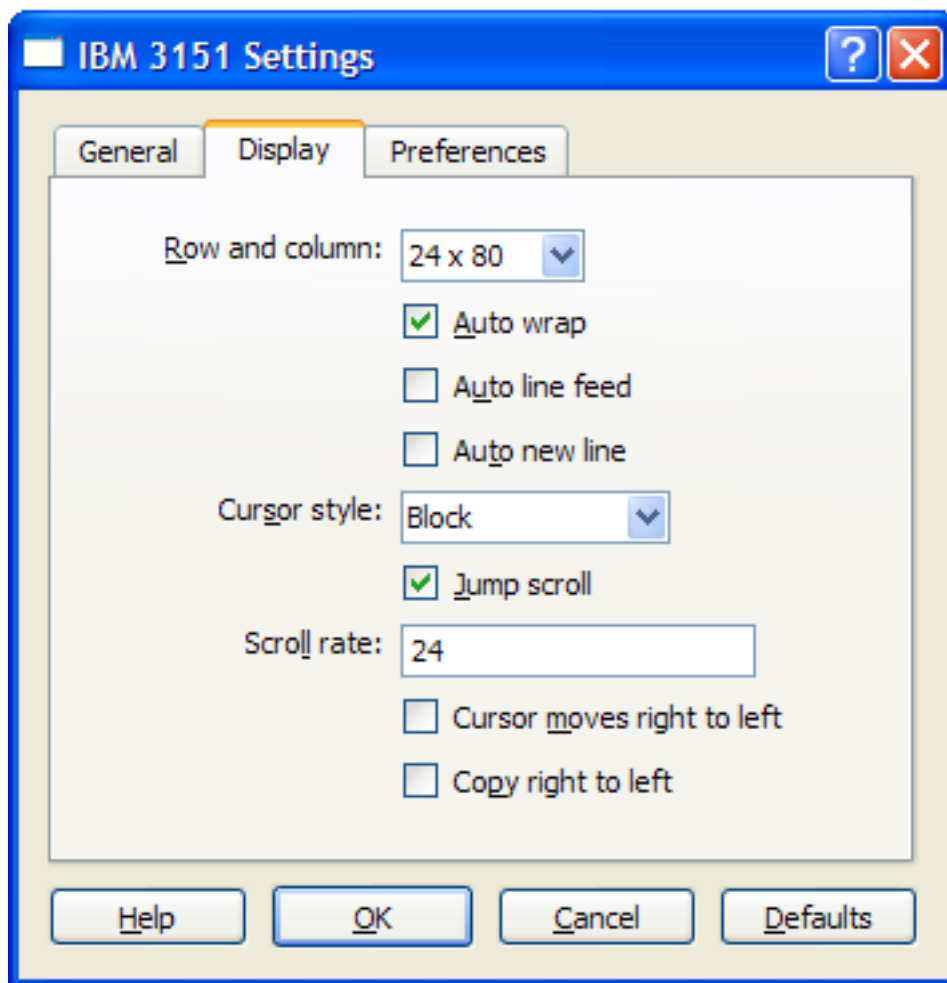 IBM 3151 Settings
?
General Display Preferences
Row and column: 24 x 80
Auto wrap
Auto line feed
Auto new line
Cursor style: Block
Jump scroll
Scroll rate: 24
Cursor moves right to left
Copy right to left
Help OK Cancel Defaults